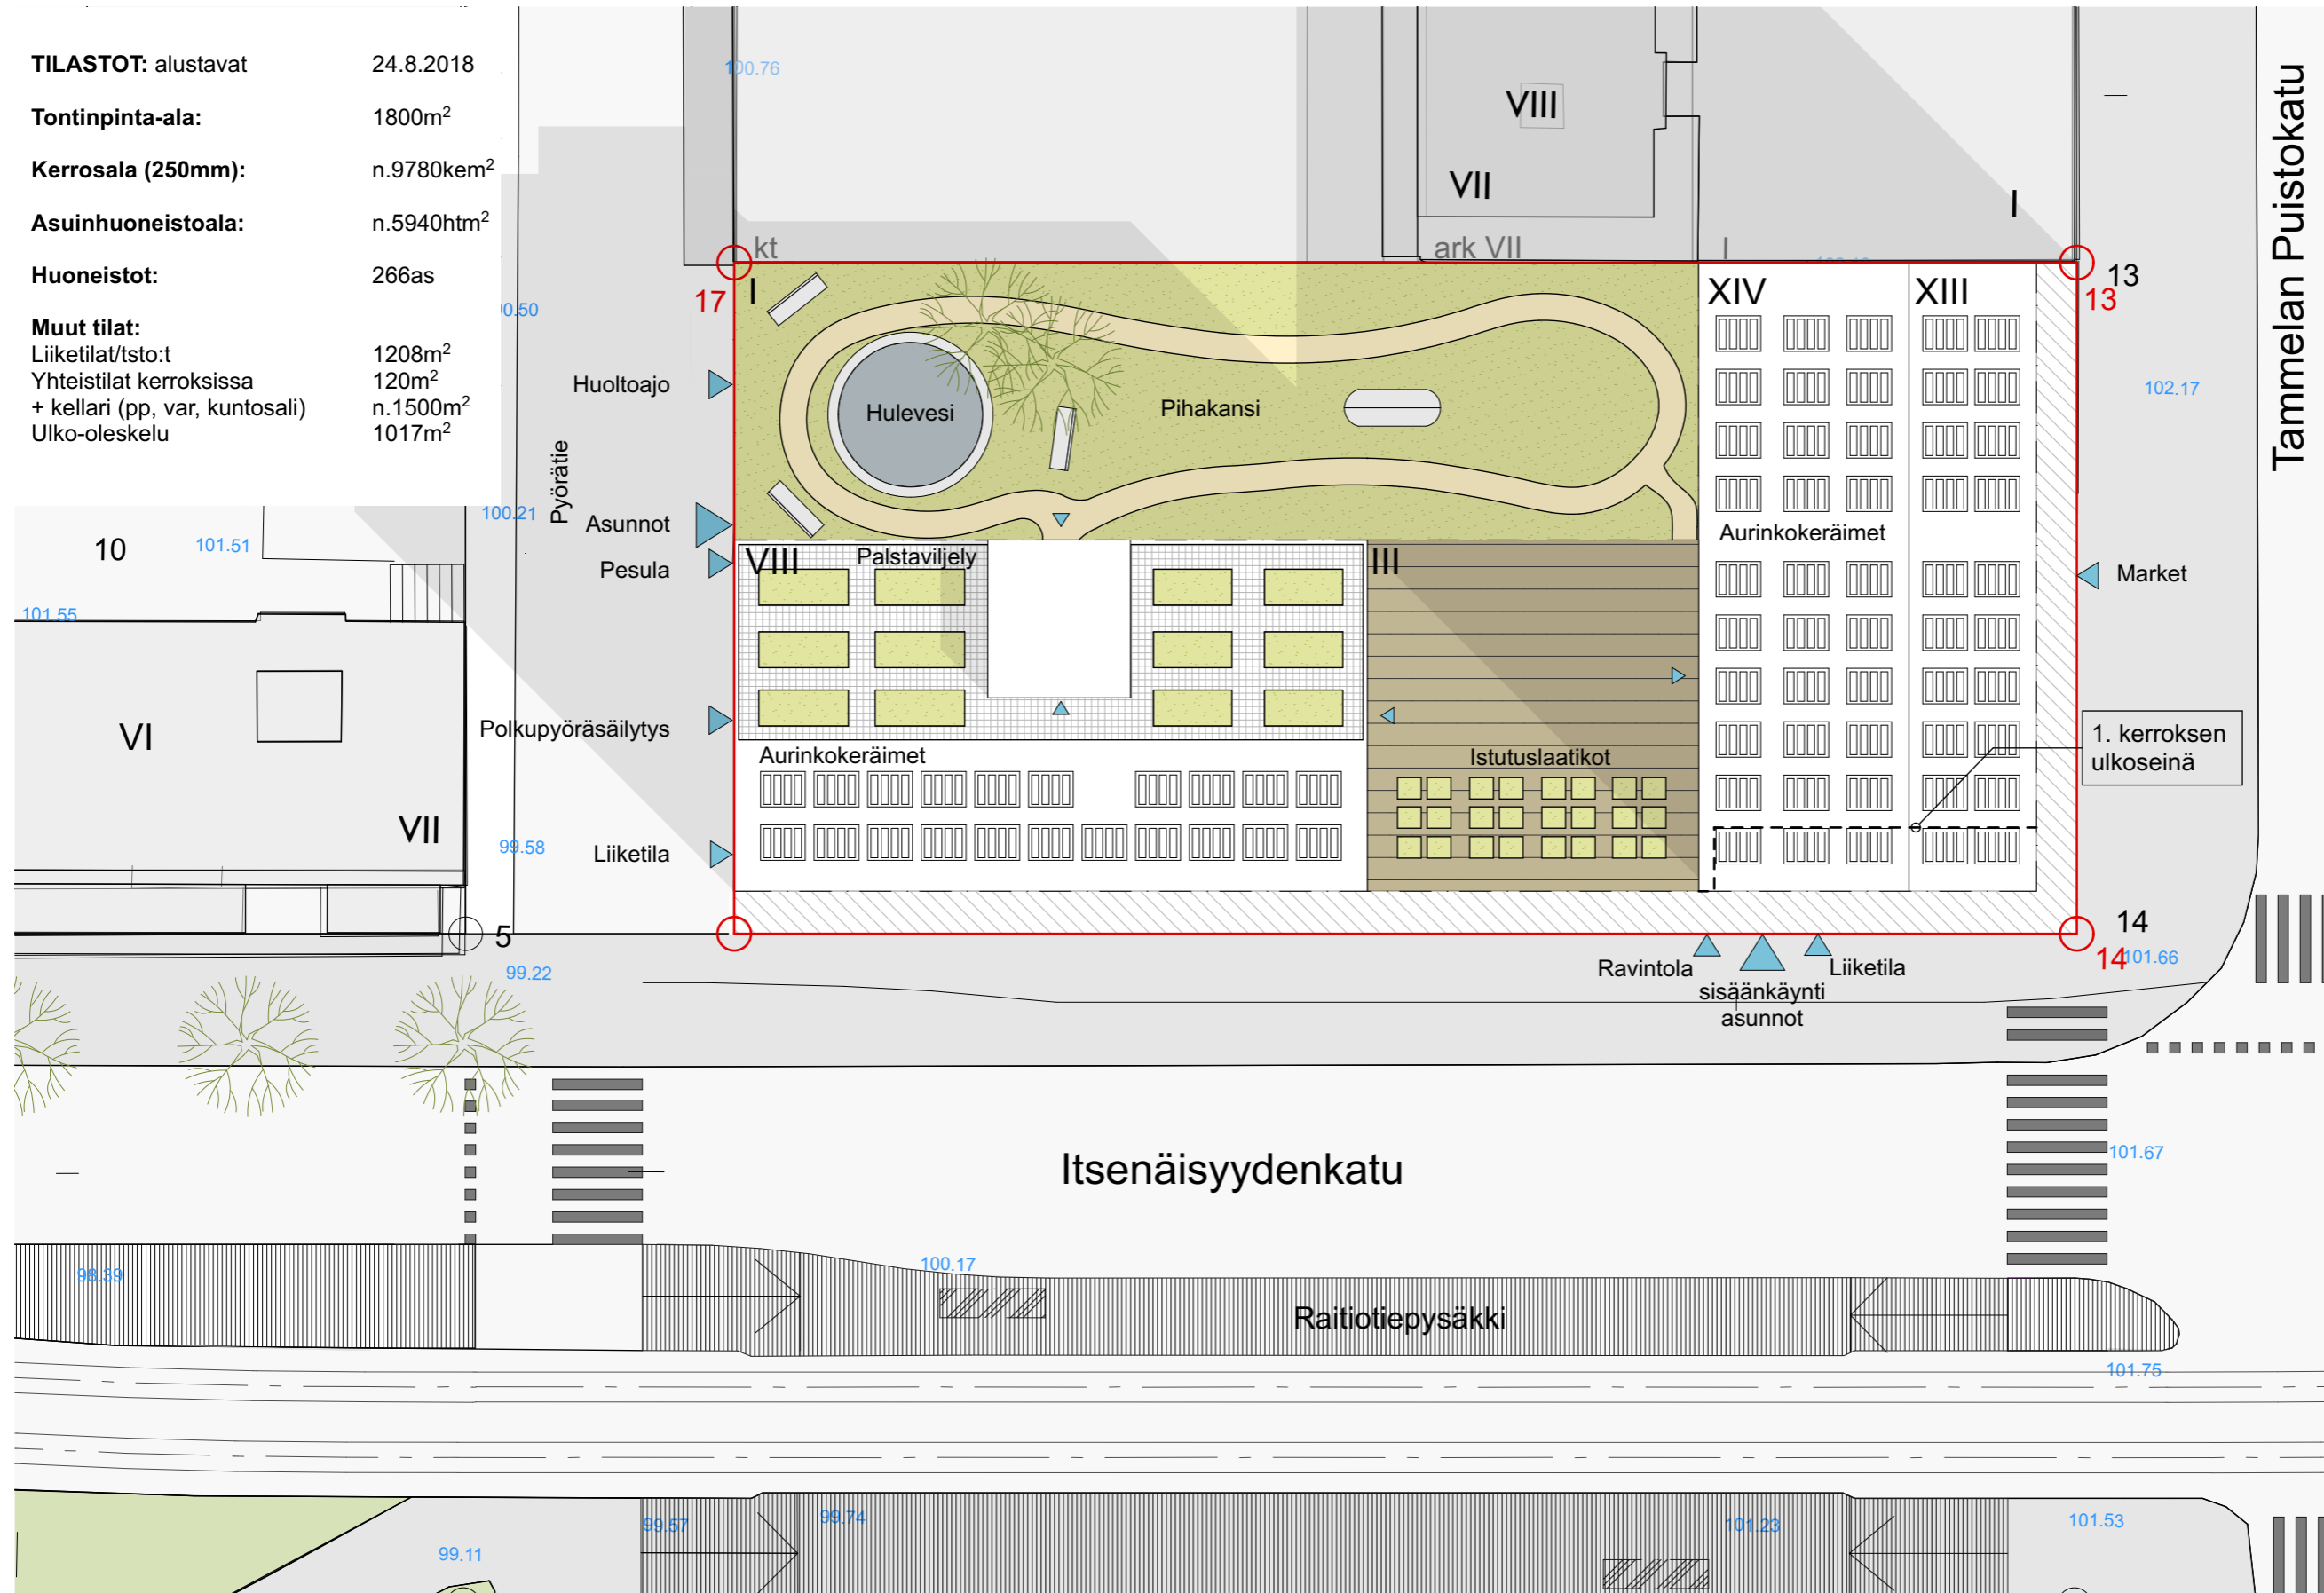 TILASTOT: alustavat 24.8.2018
Tontinpinta-ala: 1800m²
Kerrosala (250mm): n.9780kem²
Asuinhuoneistoala: n.5940htm²
Huoneistot: 266as
Muut tilat:
Liiketilat/tsto:t 1208m²
Yhteistilat kerroksissa 120m²
+ kellari (pp, var, kuntosali) n.1500m²
Ulko-oleskelu 1017m²
100.76
VIII
VII
I
Tammelan Puistokatu
kt
ark VII
I
17
I
XIV
XIII
13
13
0.50
Huoltoajo
Hulevesi
Pihakansi
102.17
Pyörätie
100.21
Asunnot
Aurinkokeräimet
10
101.51
Pesula
VIII
Palstaviljely
III
Market
101.55
VI
Polkupyöräsäilytys
1. kerroksen
ulkoseinä
Aurinkokeräimet
Istutuslaatikot
VII
99.58
Liiketila
5
14
14
101.66
99.22
Ravintola
Liiketila
sisäänkäynti
asunnot
Itsenäisyydenkatu
101.67
98.39
100.17
Raitiotiepysäkki
101.75
99.57
99.74
101.23
101.53
99.11